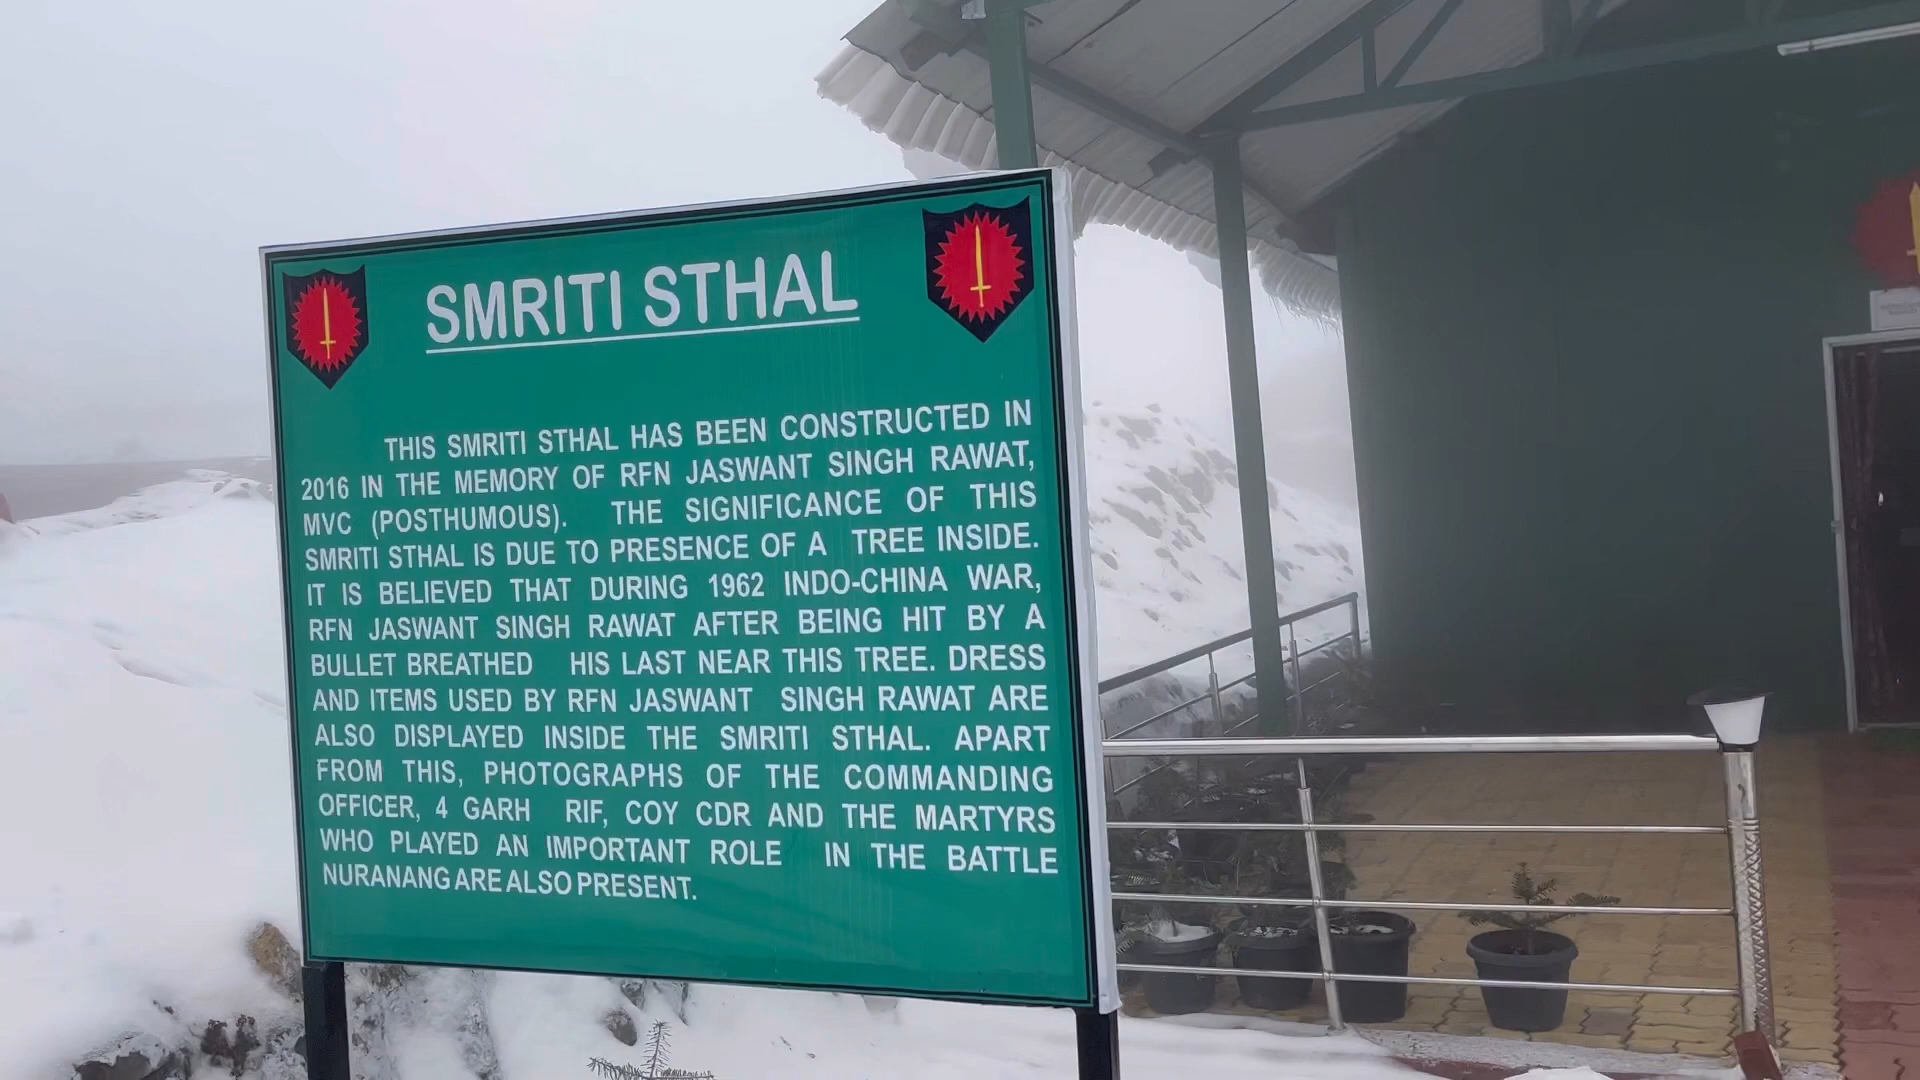 SMRITI STHAL
THIS SMRITI STHAL HAS BEEN CONSTRUCTED IN
2016 IN THE MEMORY OF RFN JASWANT SINGH RAWAT,
MVC (POSTHUMOUS). THE SIGNIFICANCE OF THIS
SMRITI STHAL IS DUE TO PRESENCE OF A TREE INSIDE.
IT IS BELIEVED THAT DURING 1962 INDO-CHINA WAR,
RFN JASWANT SINGH RAWAT AFTER BEING HIT BY A
BULLET BREATHED HIS LAST NEAR THIS TREE. DRESS
AND ITEMS USED BY RFN JASWANT SINGH RAWAT ARE
ALSO DISPLAYED INSIDE THE SMRITI STHAL. APART
FROM THIS, PHOTOGRAPHS OF THE COMMANDING
OFFICER, 4 GARH RIF, COY CDR AND THE MARTYRS
WHO PLAYED AN IMPORTANT ROLE IN THE BATTLE
NURANANG ARE ALSO PRESENT.